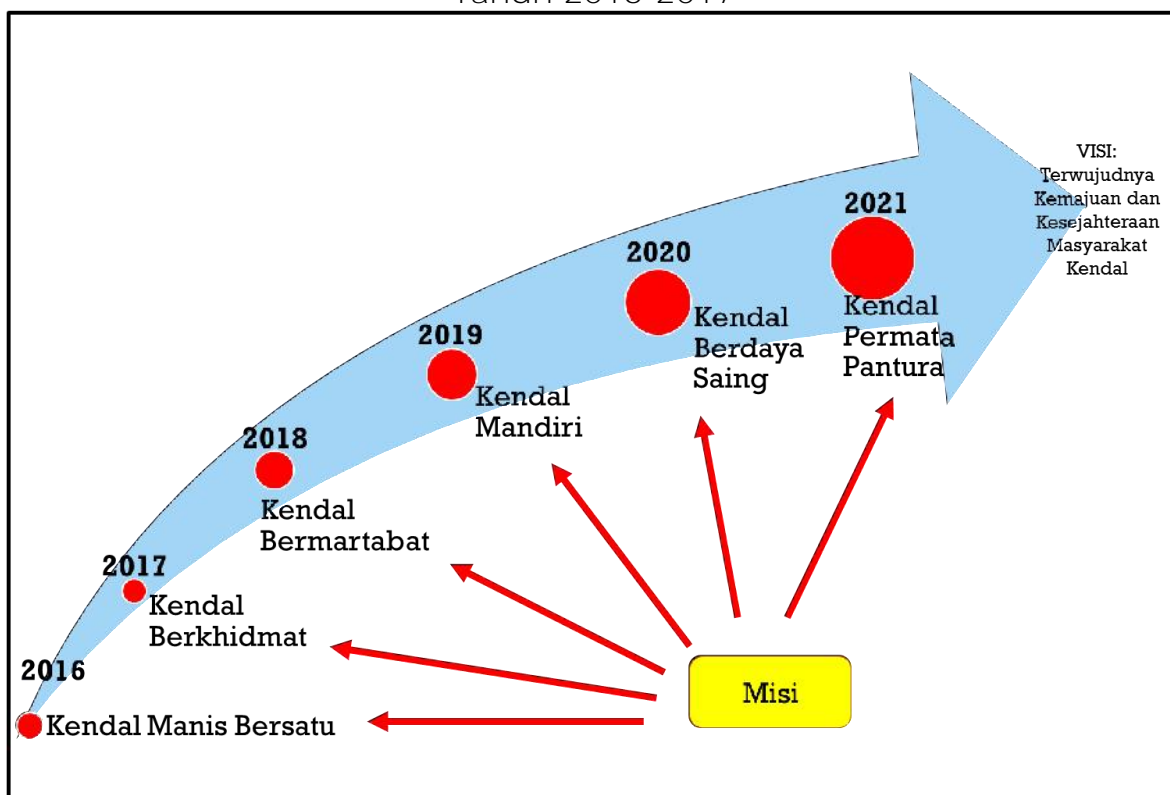 VISI:
Terwujudnya
Kemajuan dan
Kesejahteraan
Masyarakat
Kendal
2021
Kendal
Permata
Pantura
2020
Kendal
Berdaya
Saing
2019
Kendal
Mandiri
2018
Kendal
Bermartabat
2017
Kendal
Berkhidmat
2016
Kendal Manis Bersatu
Misi